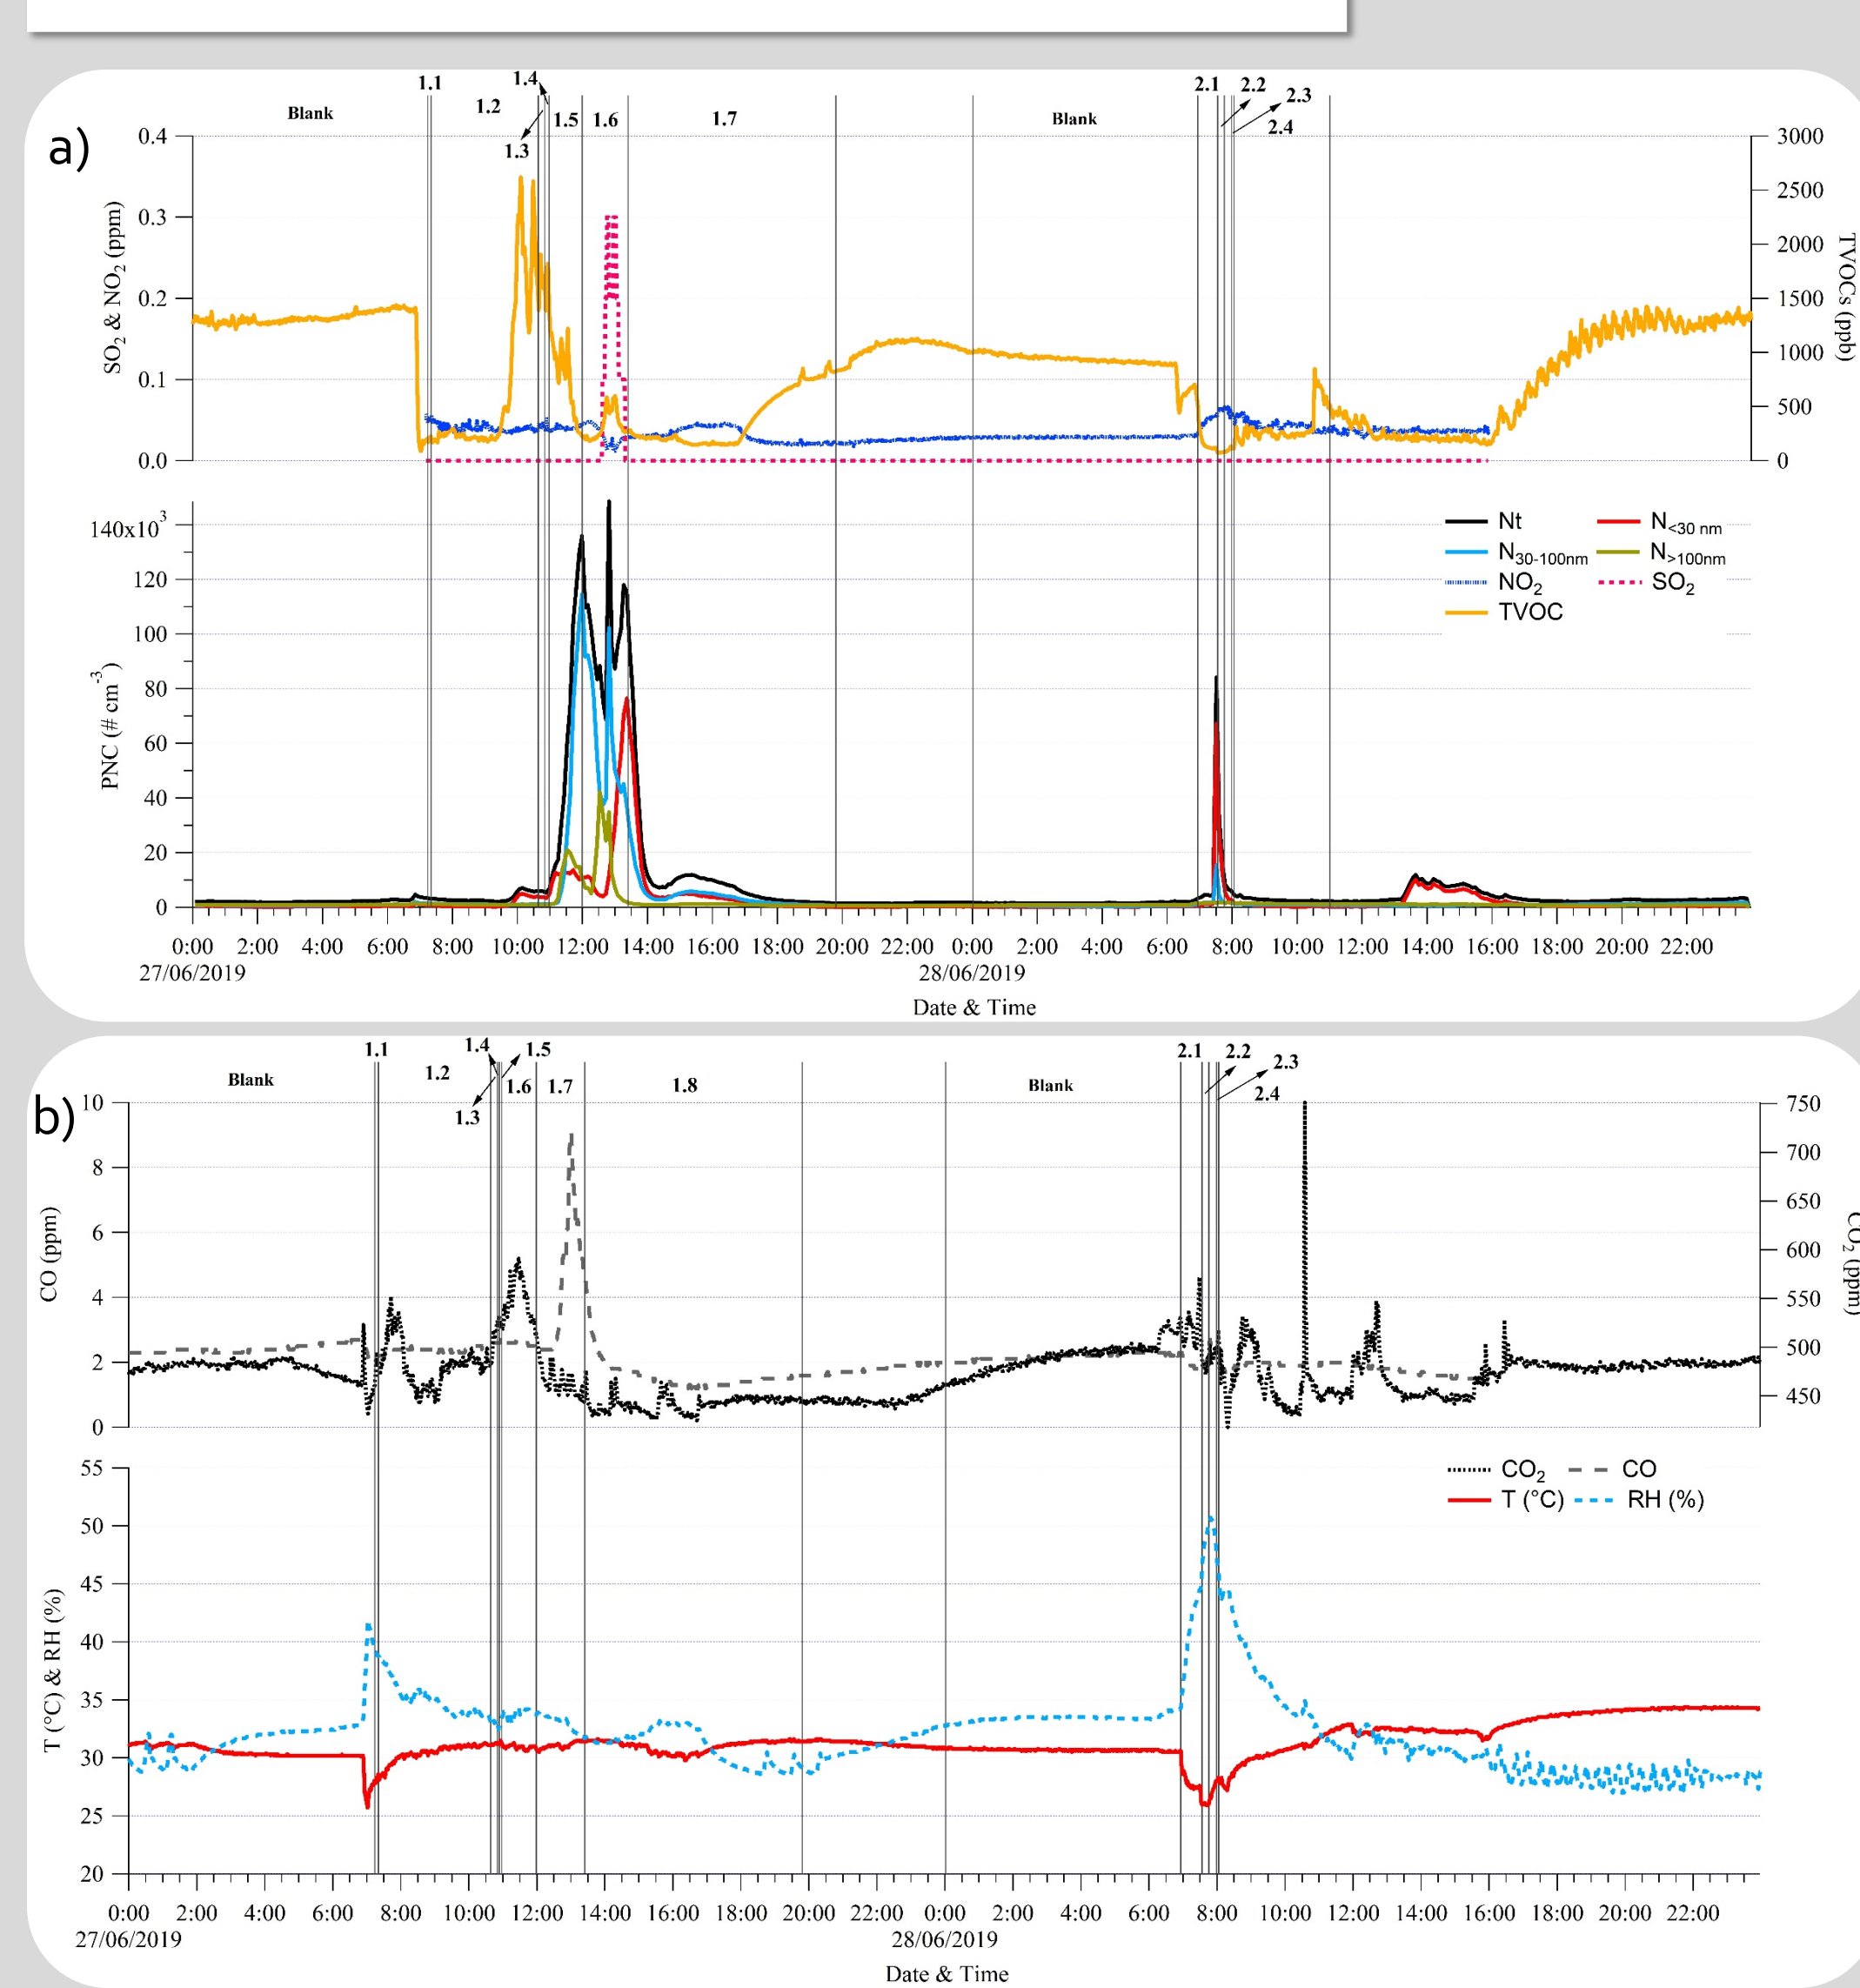 a)
Blank 1.1 1.2 1.3 1.4 1.5 1.6 1.7 Blank 2.1 2.2 2.3 2.4
SO2 & NO2 (ppm)
0.4
0.3
0.2
0.1
0.0
TVOCs (ppb)
3000
2500
2000
1500
1000
500
0
PNC (# cm-3)
140x103
120
100
80
60
40
20
0
Nt N<30 nm
N30-100nm N>100nm
NO2 SO2
TVOC
0:00 2:00 4:00 6:00 8:00 10:00 12:00 14:00 16:00 18:00 20:00 22:00 0:00 2:00 4:00 6:00 8:00 10:00 12:00 14:00 16:00 18:00 20:00 22:00
27/06/2019 28/06/2019
Date & Time
b)
Blank 1.1 1.2 1.3 1.4 1.5 1.6 1.7 1.8 Blank 2.1 2.2 2.3 2.4
CO (ppm)
10
8
6
4
2
0
CO2 (ppm)
750
700
650
600
550
500
450
T (°C) & RH (%)
55
50
45
40
35
30
25
20
CO2 CO
T (°C) RH (%)
0:00 2:00 4:00 6:00 8:00 10:00 12:00 14:00 16:00 18:00 20:00 22:00 0:00 2:00 4:00 6:00 8:00 10:00 12:00 14:00 16:00 18:00 20:00 22:00
27/06/2019 28/06/2019
Date & Time